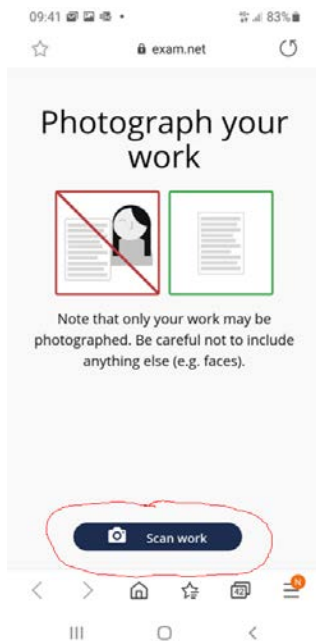 09:41 83%
exam.net
Photograph your
work
Note that only your work may be
photographed. Be careful not to include
anything else (e.g. faces).
Scan work
42 N